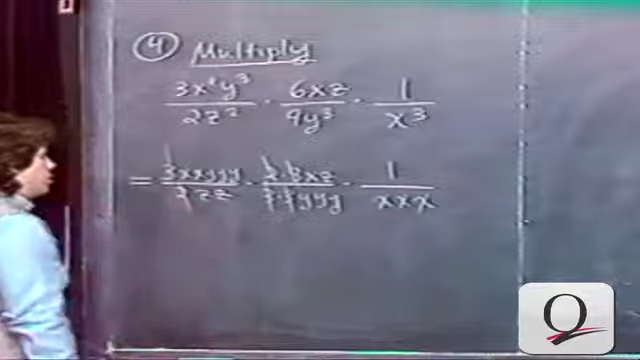 ④ Multiply
3x²y³/2z² · 6xz/9y³ · 1/x³
= 3xxyyy/2zz · 2·3xz/3·3yyy · 1/xxx
Q